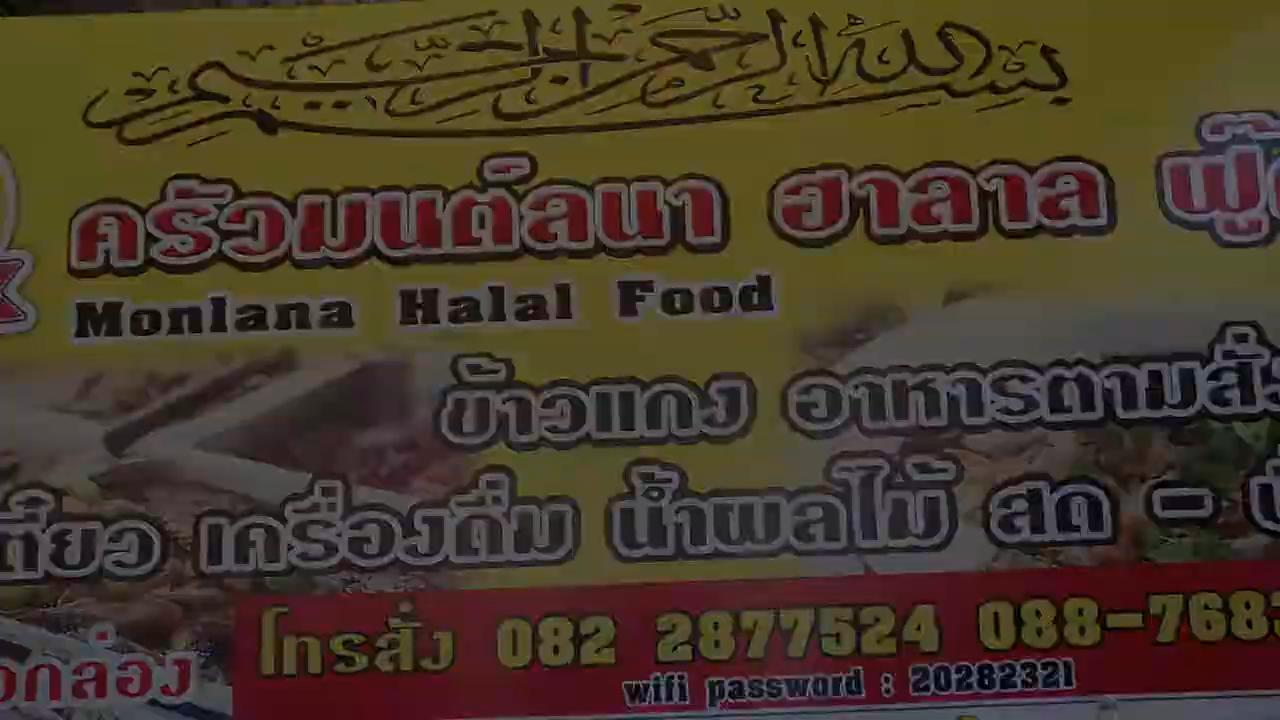 بسم الله الرحمن الرحيم
ครัวมนต์ลนา ฮาลาล
Monlana Halal Food
ข้าวแกง อาหารตามสั่ง
เครื่องดื่ม น้ำผลไม้ สด -
โทรสั่ง 082 2877524 088-768
wifi password : 20282321